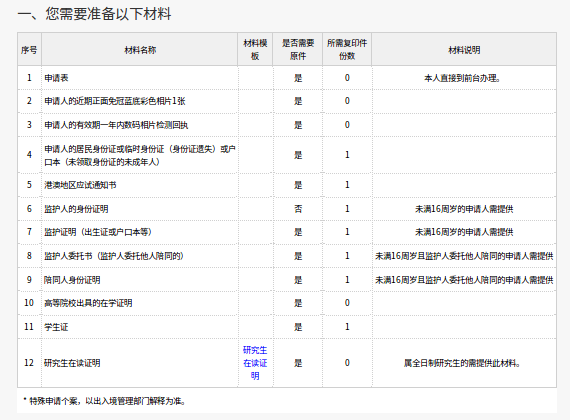 一、您需要准备以下材料
序号 材料名称 材料模板 是否需要原件 所需复印件份数 材料说明
1 申请表 是 0 本人直接到前台办理。
2 申请人的近期正面免冠蓝底彩色相片1张 是 0
3 申请人的有效期一年内数码相片检测回执 是 0
4 申请人的居民身份证或临时身份证（身份证遗失）或户口本（未领取身份证的未成年人） 是 1
5 港澳地区应试通知书 是 1
6 监护人的身份证明 否 1 未满16周岁的申请人需提供
7 监护证明（出生证或户口本等） 是 1 未满16周岁的申请人需提供
8 监护人委托书（监护人委托他人陪同的） 是 1 未满16周岁且监护人委托他人陪同的申请人需提供
9 陪同人身份证明 是 1 未满16周岁且监护人委托他人陪同的申请人需提供
10 高等院校出具的在学证明 是 0
11 学生证 是 1
12 研究生在读证明 研究生在读证明 是 0 属全日制研究生的需提供此材料。
* 特殊申请个案，以出入境管理部门解释为准。